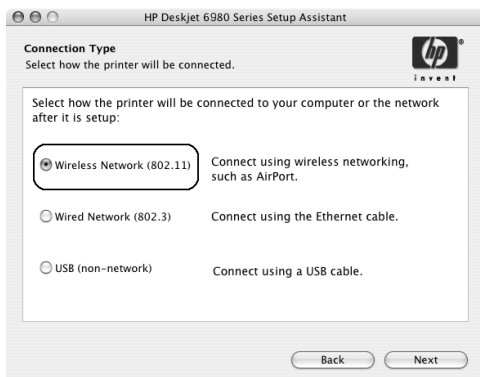 HP Deskjet 6980 Series Setup Assistant
Connection Type
Select how the printer will be connected.
hp
®
invent
Select how the printer will be connected to your computer or the network
after it is setup:
Wireless Network (802.11)
Connect using wireless networking,
such as AirPort.
Wired Network (802.3)
Connect using the Ethernet cable.
USB (non-network)
Connect using a USB cable.
Back
Next